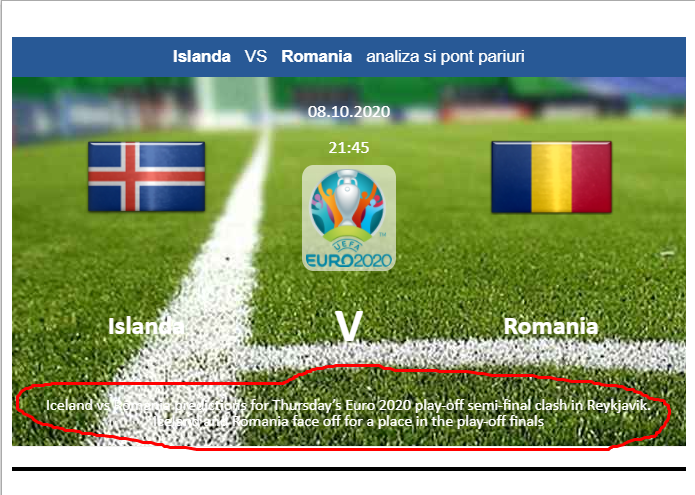 Islanda VS Romania analiza si pont pariuri
08.10.2020
21:45
UEFA
EURO2020
TM
Islanda V Romania
Iceland vs Romania predictions for Thursday's Euro 2020 play-off semi-final clash in Reykjavik.
Iceland and Romania face off for a place in the play-off finals